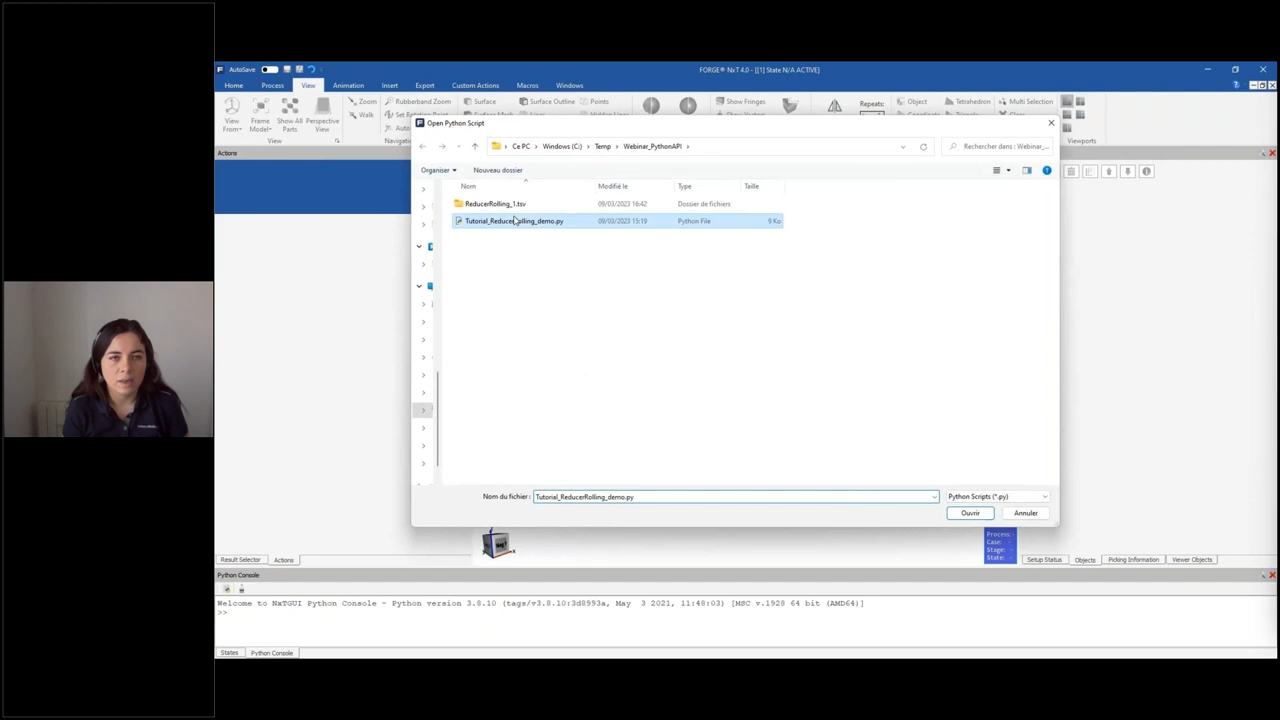 AutoSave
FORGE® NxT 4.0 - [[1] State N/A ACTIVE]
Home Process View Animation Insert Export Custom Actions Macros Windows
Zoom Rubberband Zoom Surface Surface Outline Points Show Fringes Repeats: Object Tetrahedron Multi Selection
Walk
View From Frame Model Show All Parts Perspective View
View Viewports
Actions
Open Python Script
Ce PC › Windows (C:) › Temp › Webinar_PythonAPI ›
Rechercher dans : Webinar_...
Organiser Nouveau dossier
Nom Modifié le Type Taille
ReducerRolling_1.tsv 09/03/2023 16:42 Dossier de fichiers
Tutorial_ReducerRolling_demo.py 09/03/2023 15:19 Python File 9 Ko
Nom du fichier : Tutorial_ReducerRolling_demo.py Python Scripts (*.py)
Ouvrir Annuler
Process: -
Case: -
Stage: -
State: -
Result Selector Actions Setup Status Objects Picking Information Viewer Objects
Python Console
Welcome to NxTGUI Python Console - Python version 3.8.10 (tags/v3.8.10:3d8993a, May 3 2021, 11:48:03) [MSC v.1928 64 bit (AMD64)]
>>
States Python Console